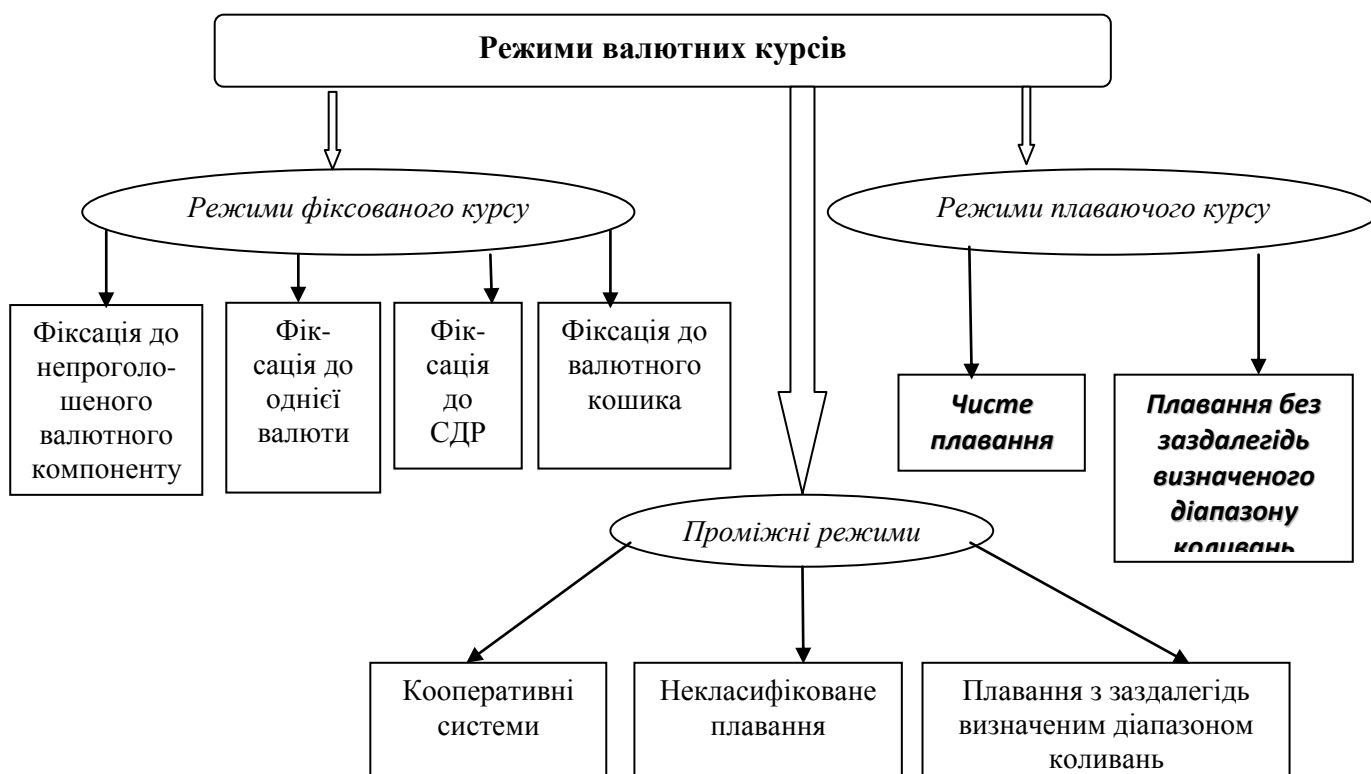 Режими валютних курсів
Режими фіксованого курсу
Режими плаваючого курсу
Фіксація до
непроголо-
шеного
валютного
компоненту
Фік-
сація до
однієї
валюти
Фік-
сація
до
СДР
Фіксація до
валютного
кошика
Чисте
плавання
Плавання без
заздалегідь
визначеного
діапазону
коливань
Проміжні режими
Кооперативні
системи
Некласифіковане
плавання
Плавання з заздалегідь
визначеним діапазоном
коливань